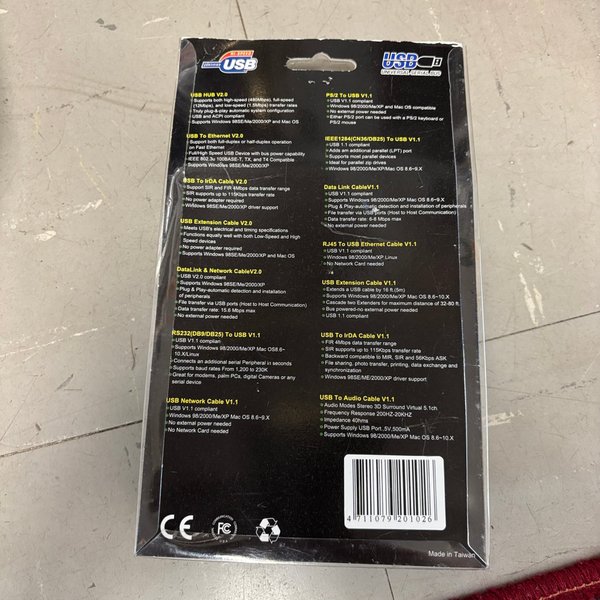 HI-SPEED
CERTIFIED
USB
USB
UNIVERSAL SERIAL BUS
USB HUB V2.0
Supports both high-speed (480Mbps), full-speed
(12Mbps), and low-speed (1.5Mbps) transfer rates
Truly plug-&-play automatic system configuration
USB and ACPI compliant
Supports Windows 98SE/Me/2000/XP and Mac OS
USB To Ethernet V2.0
Support both full-duplex or half-duplex operation
on Fast Ethernet
Full/High Speed USB Device with bus power capability
IEEE 802.3u 100BASE-T, TX, and T4 Compatible
Supports Windows 98SE/Me/2000/XP
USB To IrDA Cable V2.0
Support SIR and FIR 4Mbps data transfer range
SIR supports up to 115Kbps transfer rate
No power adapter required
Windows 98SE/ME/2000/XP driver support
USB Extension Cable V2.0
Meets USB's electrical and timing specifications
Functions equally well with both Low-Speed and High
Speed devices
No power adapter required
Supports Windows 98SE/Me/2000/XP and Mac OS
DataLink & Network CableV2.0
USB V2.0 compliant
Supports Windows 98SE/Me/2000/XP
Plug & Play-automatic detection and installation
of peripherals
File transfer via USB ports (Host to Host Communication)
Data transfer rate: 15.6 Mbps max
No external power needed
RS232(DB9/DB25) To USB V1.1
USB V1.1 compliant
Supports Windows 98/2000/Me/XP Mac OS8.6~
10.X/Linux
Connects an additional serial Peripheral in seconds
Supports baud rates From 1,200 to 230K
Great for modems, palm PCs, digital Cameras or any
serial device
USB Network Cable V1.1
USB V1.1 compliant
Windows 98/2000/Me/XP Mac OS 8.6~9.X
No external power needed
No Network Card needed
PS/2 To USB V1.1
USB V1.1 compliant
Windows 98/2000/Me/XP and Mac OS compatible
No external power needed
Either PS/2 port can be used with a PS/2 keyboard or
PS/2 mouse
IEEE1284(CN36/DB25) To USB V1.1
USB 1.1 compliant
Adds am additional parallel (LPT) port
Supports most parallel devices
Ideal for parallel zip drives
Windows 98/2000/Me/XP Mac OS 8.6~9.X
Data Link CableV1.1
USB V1.1 compliant
Supports Windows 98/2000/Me/XP Mac OS 8.6~9.X
Plug & Play-automatic detection and installation of peripherals
File transfer via USB ports (Host to Host Communication)
Data transfer rate: 6-8 Mbps max
No external power needed
RJ45 To USB Ethernet Cable V1.1
USB V1.1 compliant
Windows 98/2000/Me/XP Linux
No Network Card needed
USB Extension Cable V1.1
Extends a USB cable by 16 ft.(5m)
Supports Windows 98/2000/Me/XP Mac OS 8.6~10.X
Cascade two Extenders for maximum distance of 32-80 ft.
Bus powered-no external power needed
USB 1.1 compliant
USB To IrDA Cable V1.1
FIR 4Mbps data transfer range
SIR supports up to 115Kbps transfer rate
Backward compatible to MIR, SIR and 56Kbps ASK
File sharing, photo transfer, printing, data exchange and
synchronization
Windows 98SE/ME/2000/XP driver support
USB To Audio Cable V1.1
Audio Modes Stereo 3D Surround Virtual 5.1ch
Frequency Response 200HZ-20KHZ
Impedance 40hms
Power Supply USB Port.,5V,500mA
Supports Windows 98/2000/Me/XP Mac OS 8.6~10.X
4 711079 201026
CE
FC
Made in Taiwan